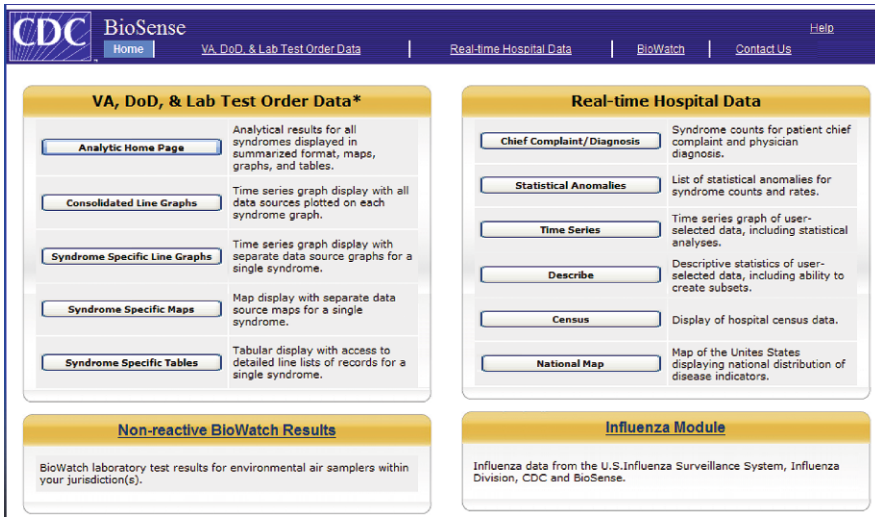 CDC
BioSense
Help
Home
VA, DoD, & Lab Test Order Data
Real-time Hospital Data
BioWatch
Contact Us
VA, DoD, & Lab Test Order Data*
Analytic Home Page
Analytical results for all
syndromes displayed in
summarized format, maps,
graphs, and tables.
Consolidated Line Graphs
Time series graph display with all
data sources plotted on each
syndrome graph.
Syndrome Specific Line Graphs
Time series graph display with
separate data source graphs for a
single syndrome.
Syndrome Specific Maps
Map display with separate data
source maps for a single
syndrome.
Syndrome Specific Tables
Tabular display with access to
detailed line lists of records for a
single syndrome.
Real-time Hospital Data
Chief Complaint/Diagnosis
Syndrome counts for patient chief
complaint and physician
diagnosis.
Statistical Anomalies
List of statistical anomalies for
syndrome counts and rates.
Time Series
Time series graph of user-
selected data, including statistical
analyses.
Describe
Descriptive statistics of user-
selected data, including ability to
create subsets.
Census
Display of hospital census data.
National Map
Map of the Unites States
displaying national distribution of
disease indicators.
Non-reactive BioWatch Results
BioWatch laboratory test results for environmental air samplers within
your jurisdiction(s).
Influenza Module
Influenza data from the U.S.Influenza Surveillance System, Influenza
Division, CDC and BioSense.